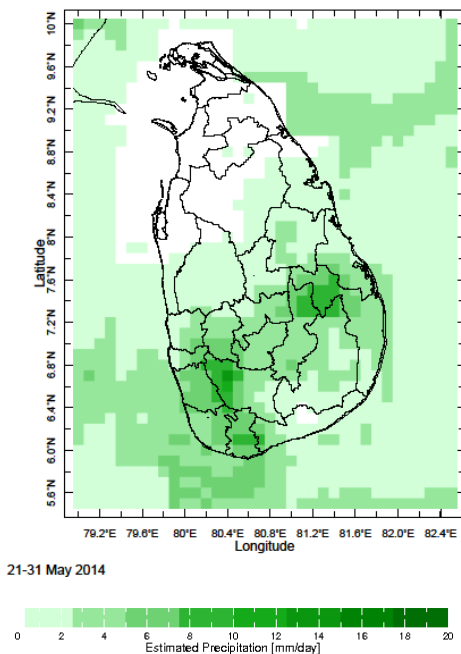 10°N
9.6°N
9.2°N
8.8°N
8.4°N
8°N
7.6°N
7.2°N
6.8°N
6.4°N
6.0°N
5.6°N
Latitude
79.2°E 79.6°E 80°E 80.4°E 80.8°E 81.2°E 81.6°E 82.0°E 82.4°E
Longitude
21-31 May 2014
0 2 4 6 8 10 12 14 16 18 20
Estimated Precipitation [mm/day]